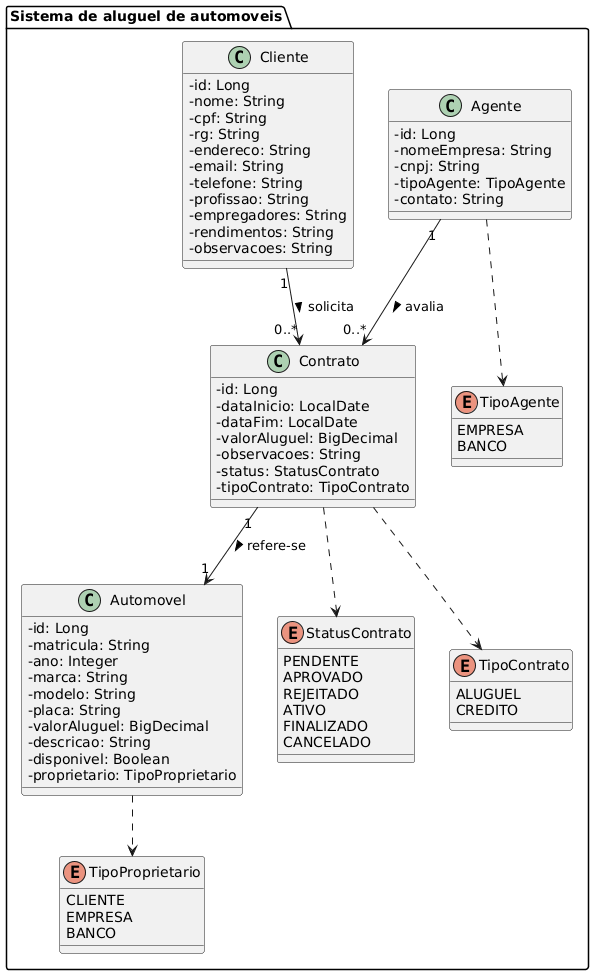 Sistema de aluguel de automoveis
C Cliente
-id: Long
-nome: String
-cpf: String
-rg: String
-endereco: String
-email: String
-telefone: String
-profissao: String
-empregadores: String
-rendimentos: String
-observacoes: String
C Agente
-id: Long
-nomeEmpresa: String
-cnpj: String
-tipoAgente: TipoAgente
-contato: String
1
solicita
0..*
1
avalia
0..*
C Contrato
-id: Long
-dataInicio: LocalDate
-dataFim: LocalDate
-valorAluguel: BigDecimal
-observacoes: String
-status: StatusContrato
-tipoContrato: TipoContrato
E TipoAgente
EMPRESA
BANCO
1
refere-se
1
C Automovel
-id: Long
-matricula: String
-ano: Integer
-marca: String
-modelo: String
-placa: String
-valorAluguel: BigDecimal
-descricao: String
-disponivel: Boolean
-proprietario: TipoProprietario
E StatusContrato
PENDENTE
APROVADO
REJEITADO
ATIVO
FINALIZADO
CANCELADO
E TipoContrato
ALUGUEL
CREDITO
E TipoProprietario
CLIENTE
EMPRESA
BANCO